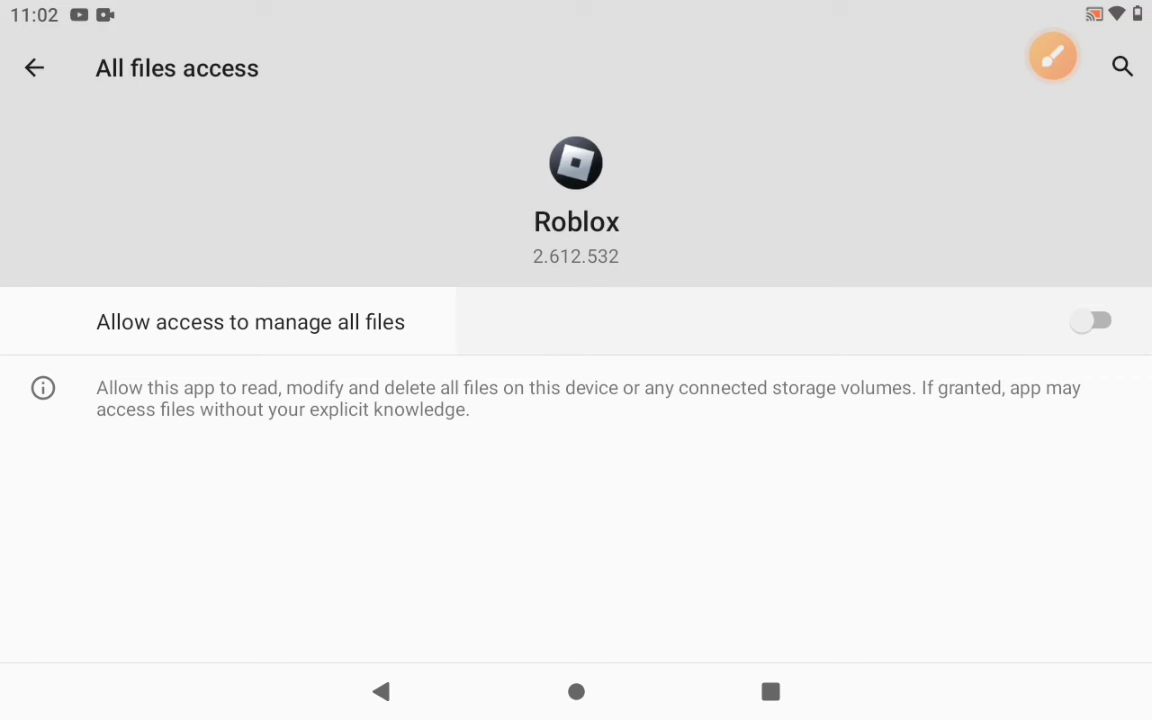 11:02
All files access
Roblox
2.612.532
Allow access to manage all files
Allow this app to read, modify and delete all files on this device or any connected storage volumes. If granted, app may
access files without your explicit knowledge.